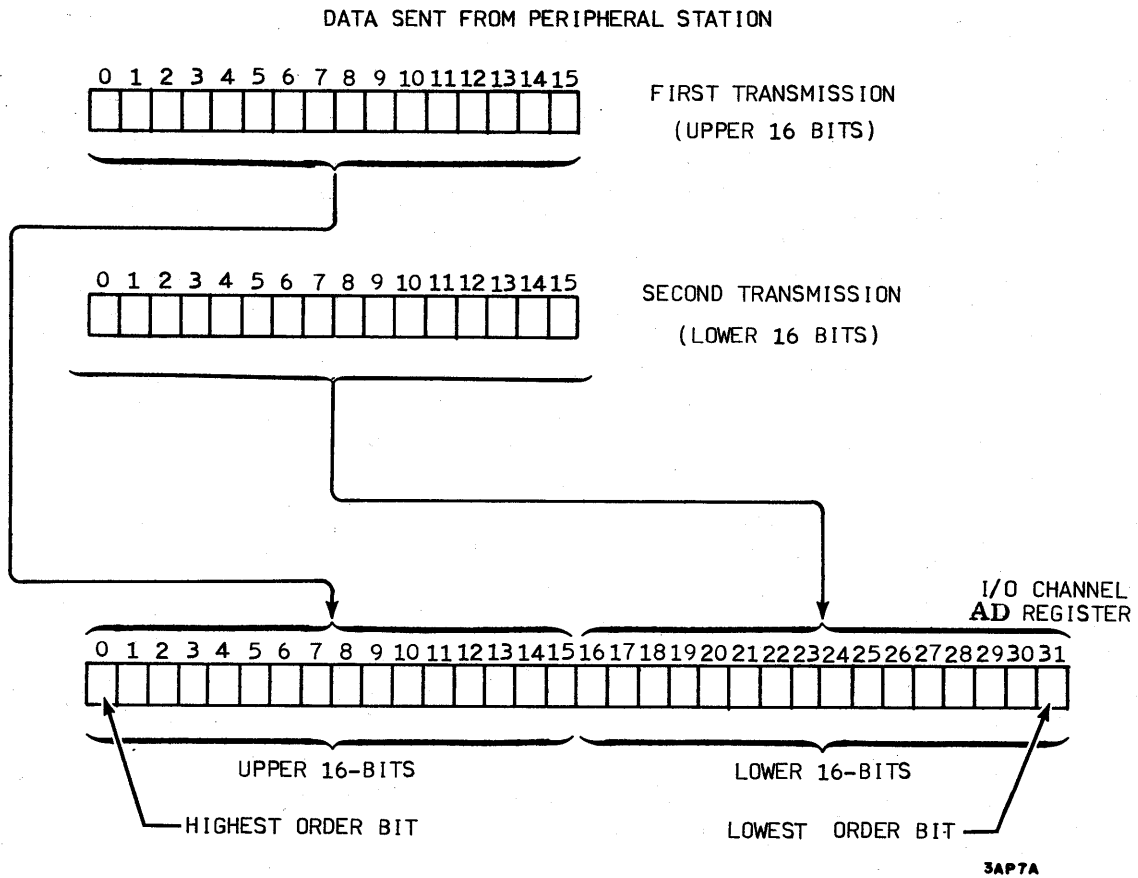 DATA SENT FROM PERIPHERAL STATION
0 1 2 3 4 5 6 7 8 9 10 11 12 13 14 15
FIRST TRANSMISSION
(UPPER 16 BITS)
0 1 2 3 4 5 6 7 8 9 10 11 12 13 14 15
SECOND TRANSMISSION
(LOWER 16 BITS)
I/O CHANNEL
AD REGISTER
0 1 2 3 4 5 6 7 8 9 10 11 12 13 14 15 16 17 18 19 20 21 22 23 24 25 26 27 28 29 30 31
UPPER 16-BITS
LOWER 16-BITS
HIGHEST ORDER BIT
LOWEST ORDER BIT
3AP7A